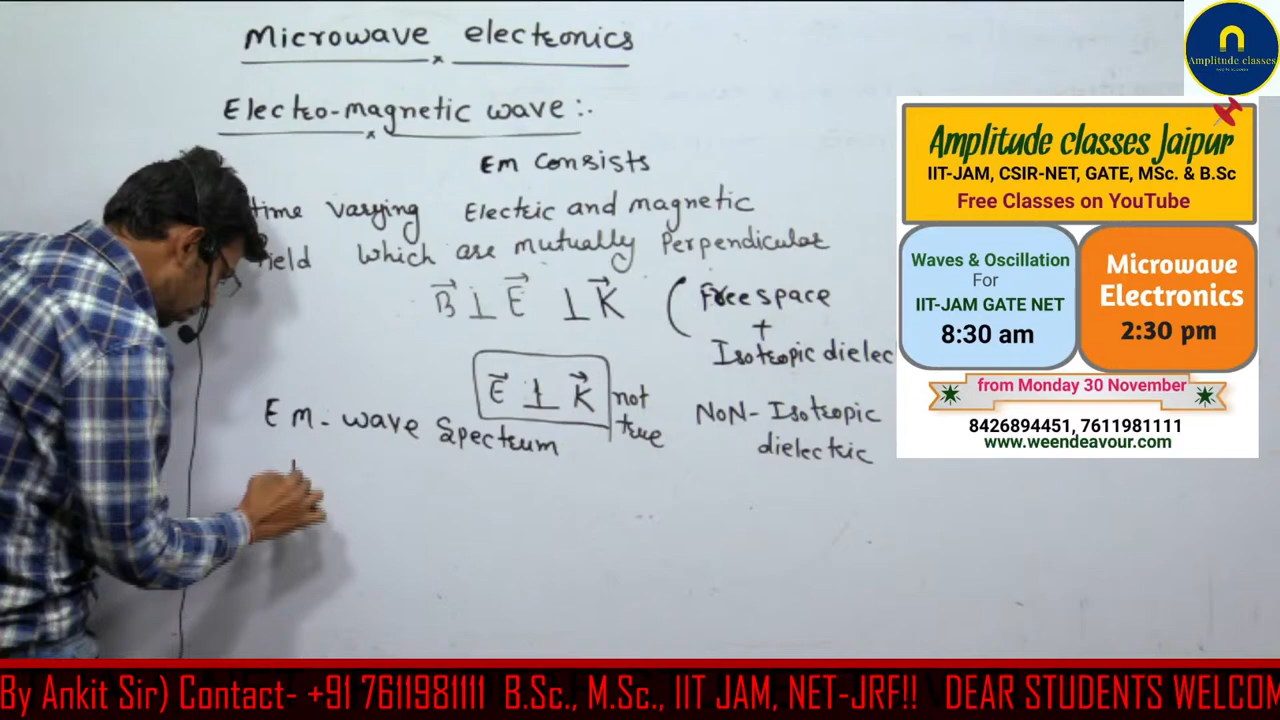 Microwave electronics
Electro-magnetic wave :-
Em Consists
time varying Electric and magnetic
field which are mutually Perpendicular
B ⊥ E ⊥ K ( Free space
+
Isotropic dielec
E ⊥ K not true
NoN-Isotropic
dielectric
EM-wave Spectrum
Amplitude classes
Amplitude classes Jaipur
IIT-JAM, CSIR-NET, GATE, MSc. & B.Sc
Free Classes on YouTube
Waves & Oscillation
For
IIT-JAM GATE NET
8:30 am
Microwave
Electronics
2:30 pm
from Monday 30 November
8426894451, 7611981111
www.weendeavour.com
By Ankit Sir) Contact- +91 7611981111 B.Sc., M.Sc., IIT JAM, NET-JRF!! DEAR STUDENTS WELCOM